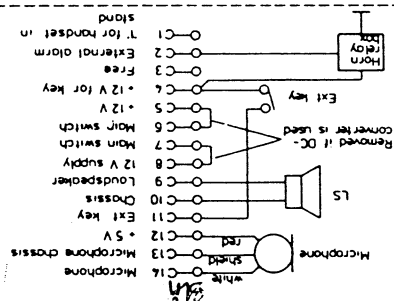 white 14 Microphone
Microphone shield 13 Microphone chassis
red 12 + 5 V
11 Ext key
LS 10 Chassis
9 Loudspeaker
Removed if DC-
converter is used
8 12 V supply
7 Main switch
6 Main switch
5 + 12 V
Ext key
4 + 12 V for key
3 Free
Horn
relay
box
2 External alarm
1 'T' for handset in
stand